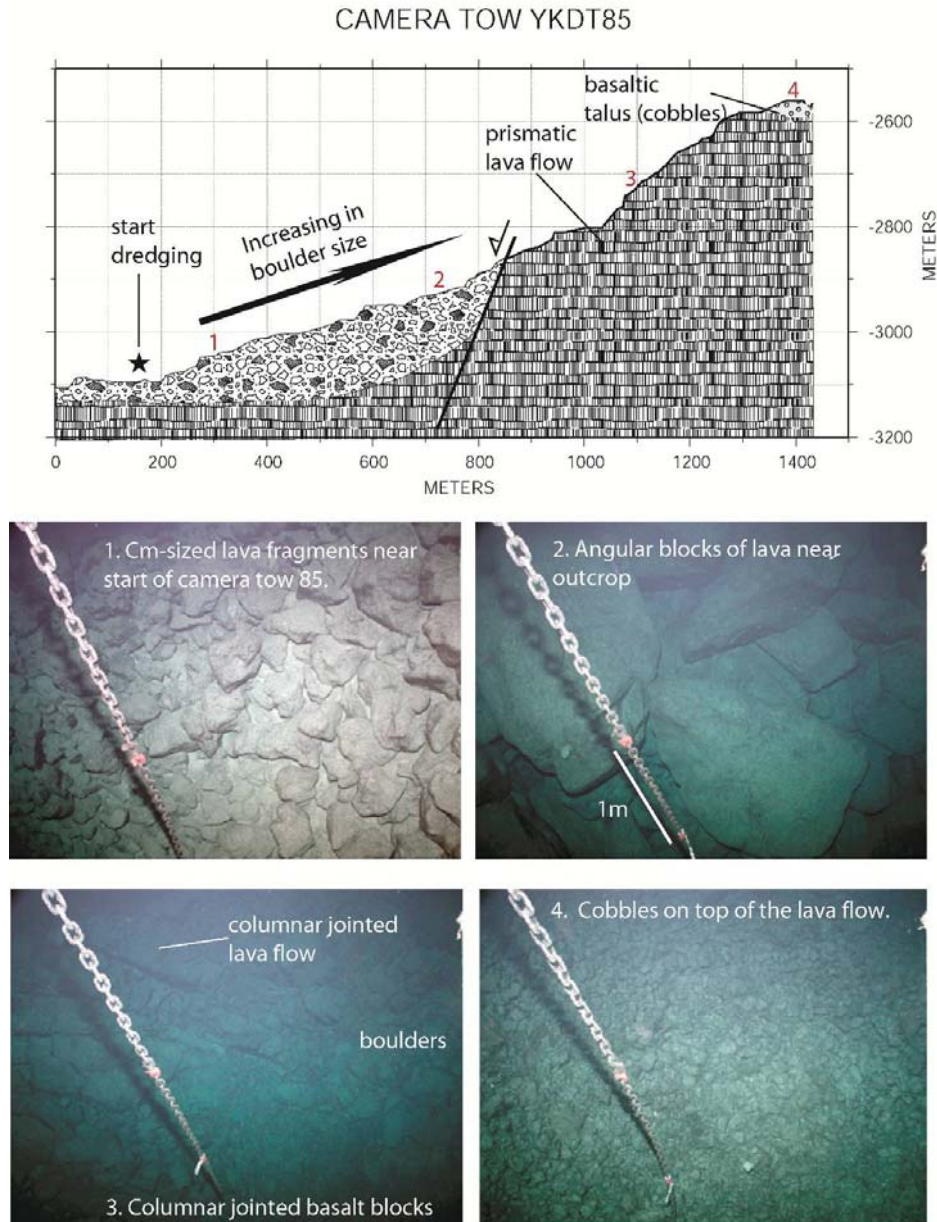 CAMERA TOW YKDT85
basaltic
talus (cobbles)
4
prismatic
lava flow
3
start
dredging
Increasing in
boulder size
2
1
-2600
-2800
-3000
-3200
METERS
0
200
400
600
800
1000
1200
1400
METERS
1. Cm-sized lava fragments near
start of camera tow 85.
2. Angular blocks of lava near
outcrop
1m
columnar jointed
lava flow
boulders
3. Columnar jointed basalt blocks
4. Cobbles on top of the lava flow.